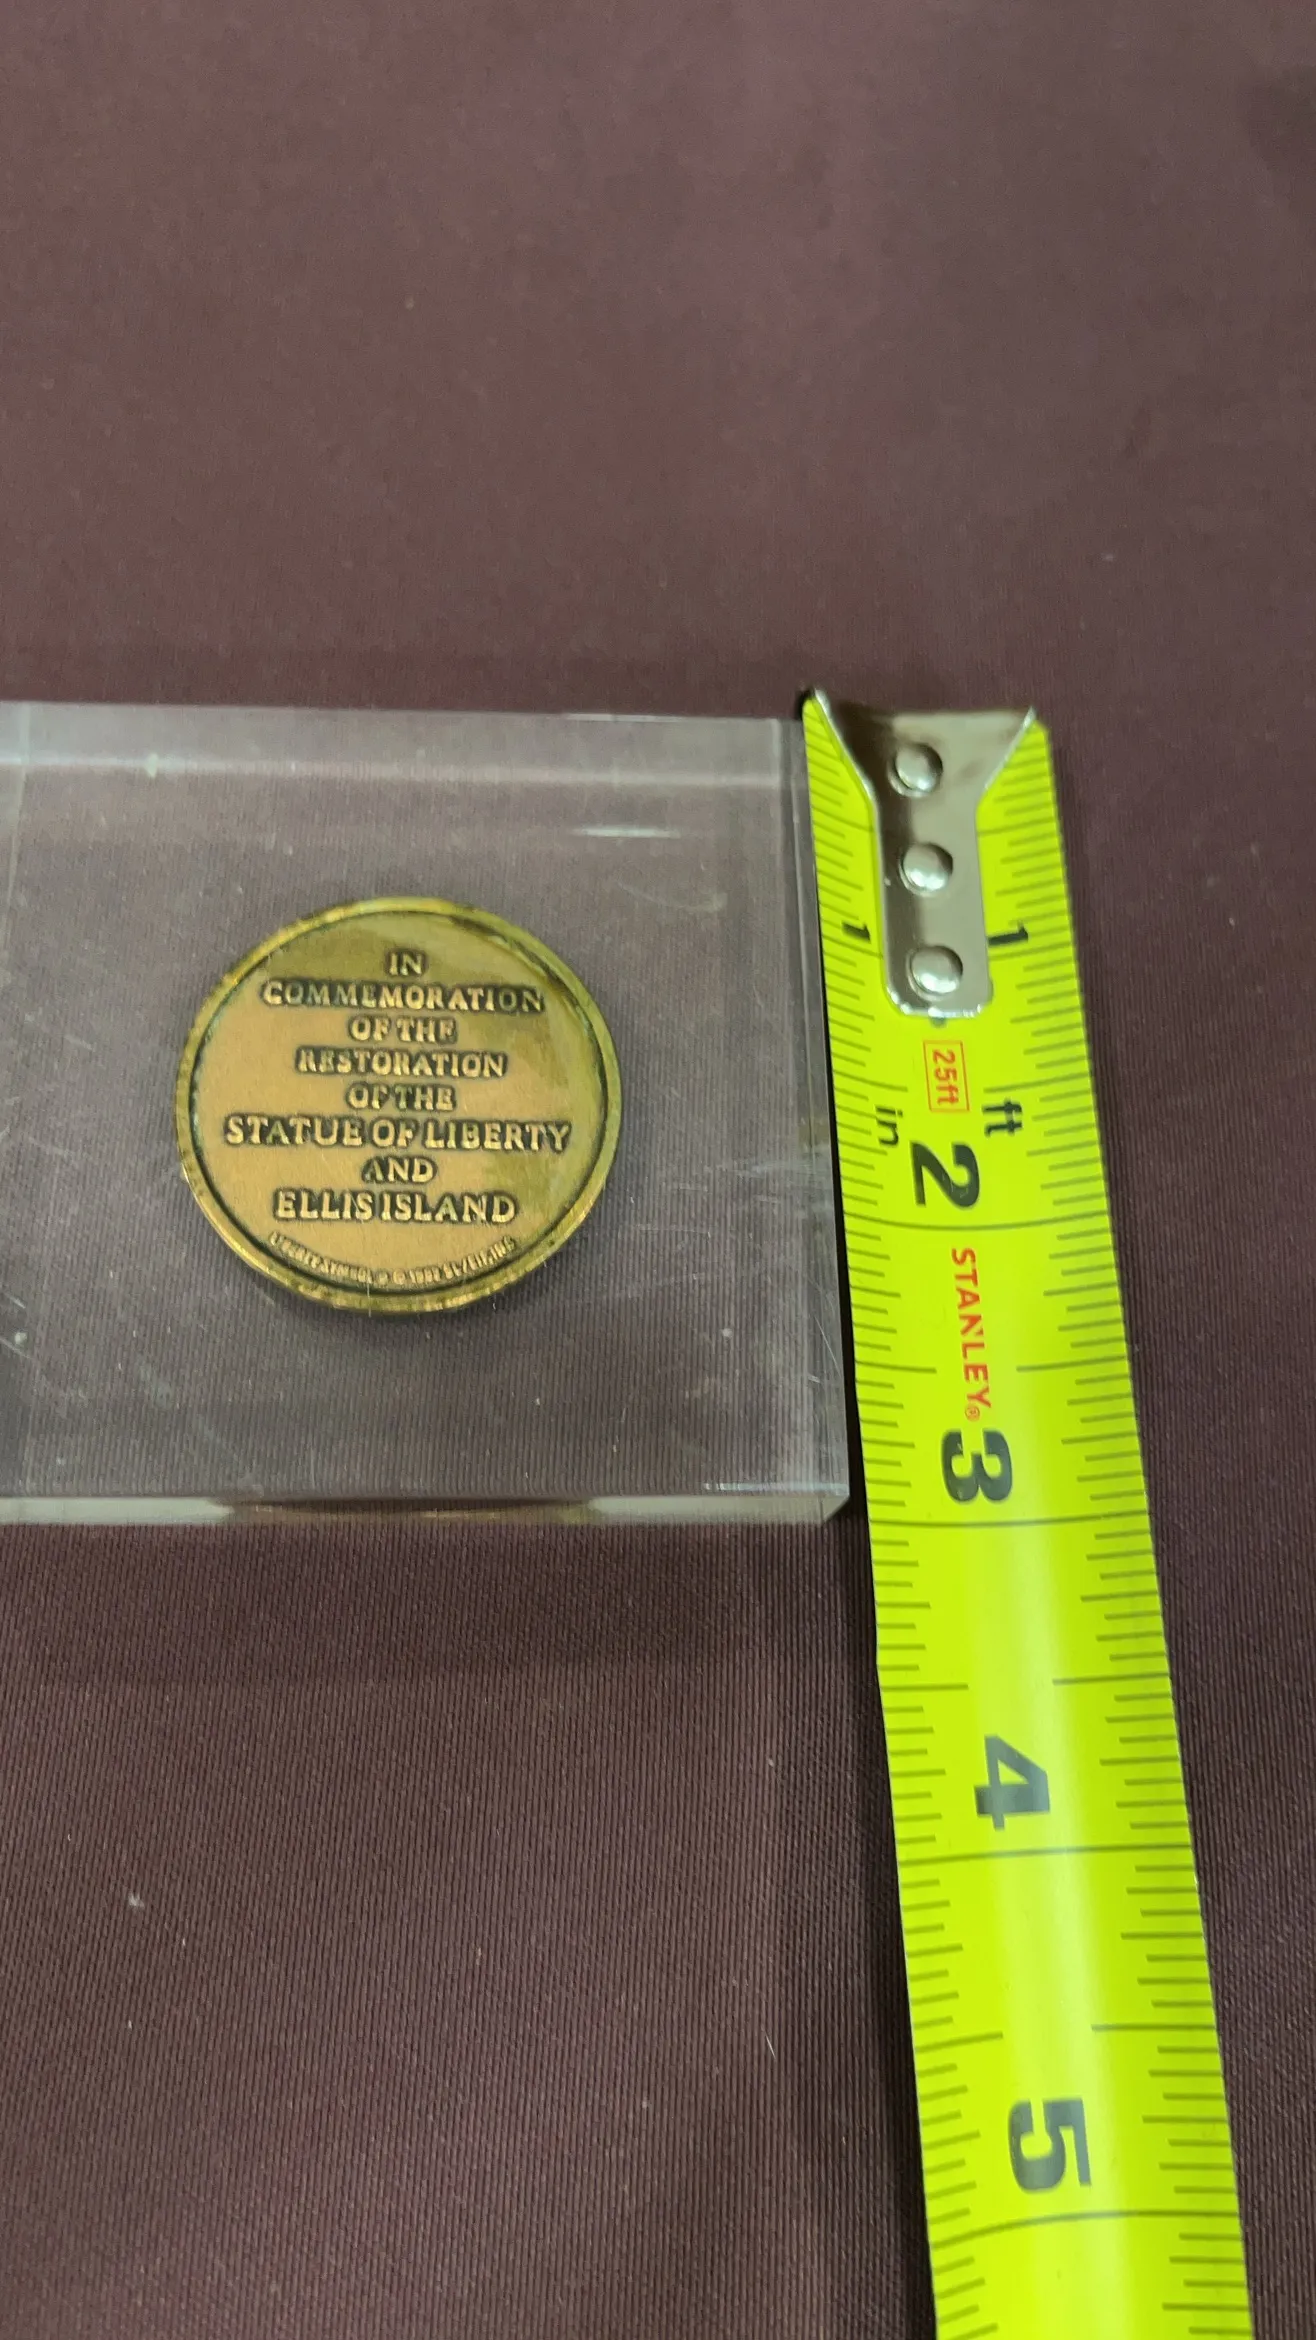 IN
COMMEMORATION
OF THE
RESTORATION
OF THE
STATUE OF LIBERTY
AND
ELLIS ISLAND
1 1
25ft
in ft
2
STANLEY®
3
4
5